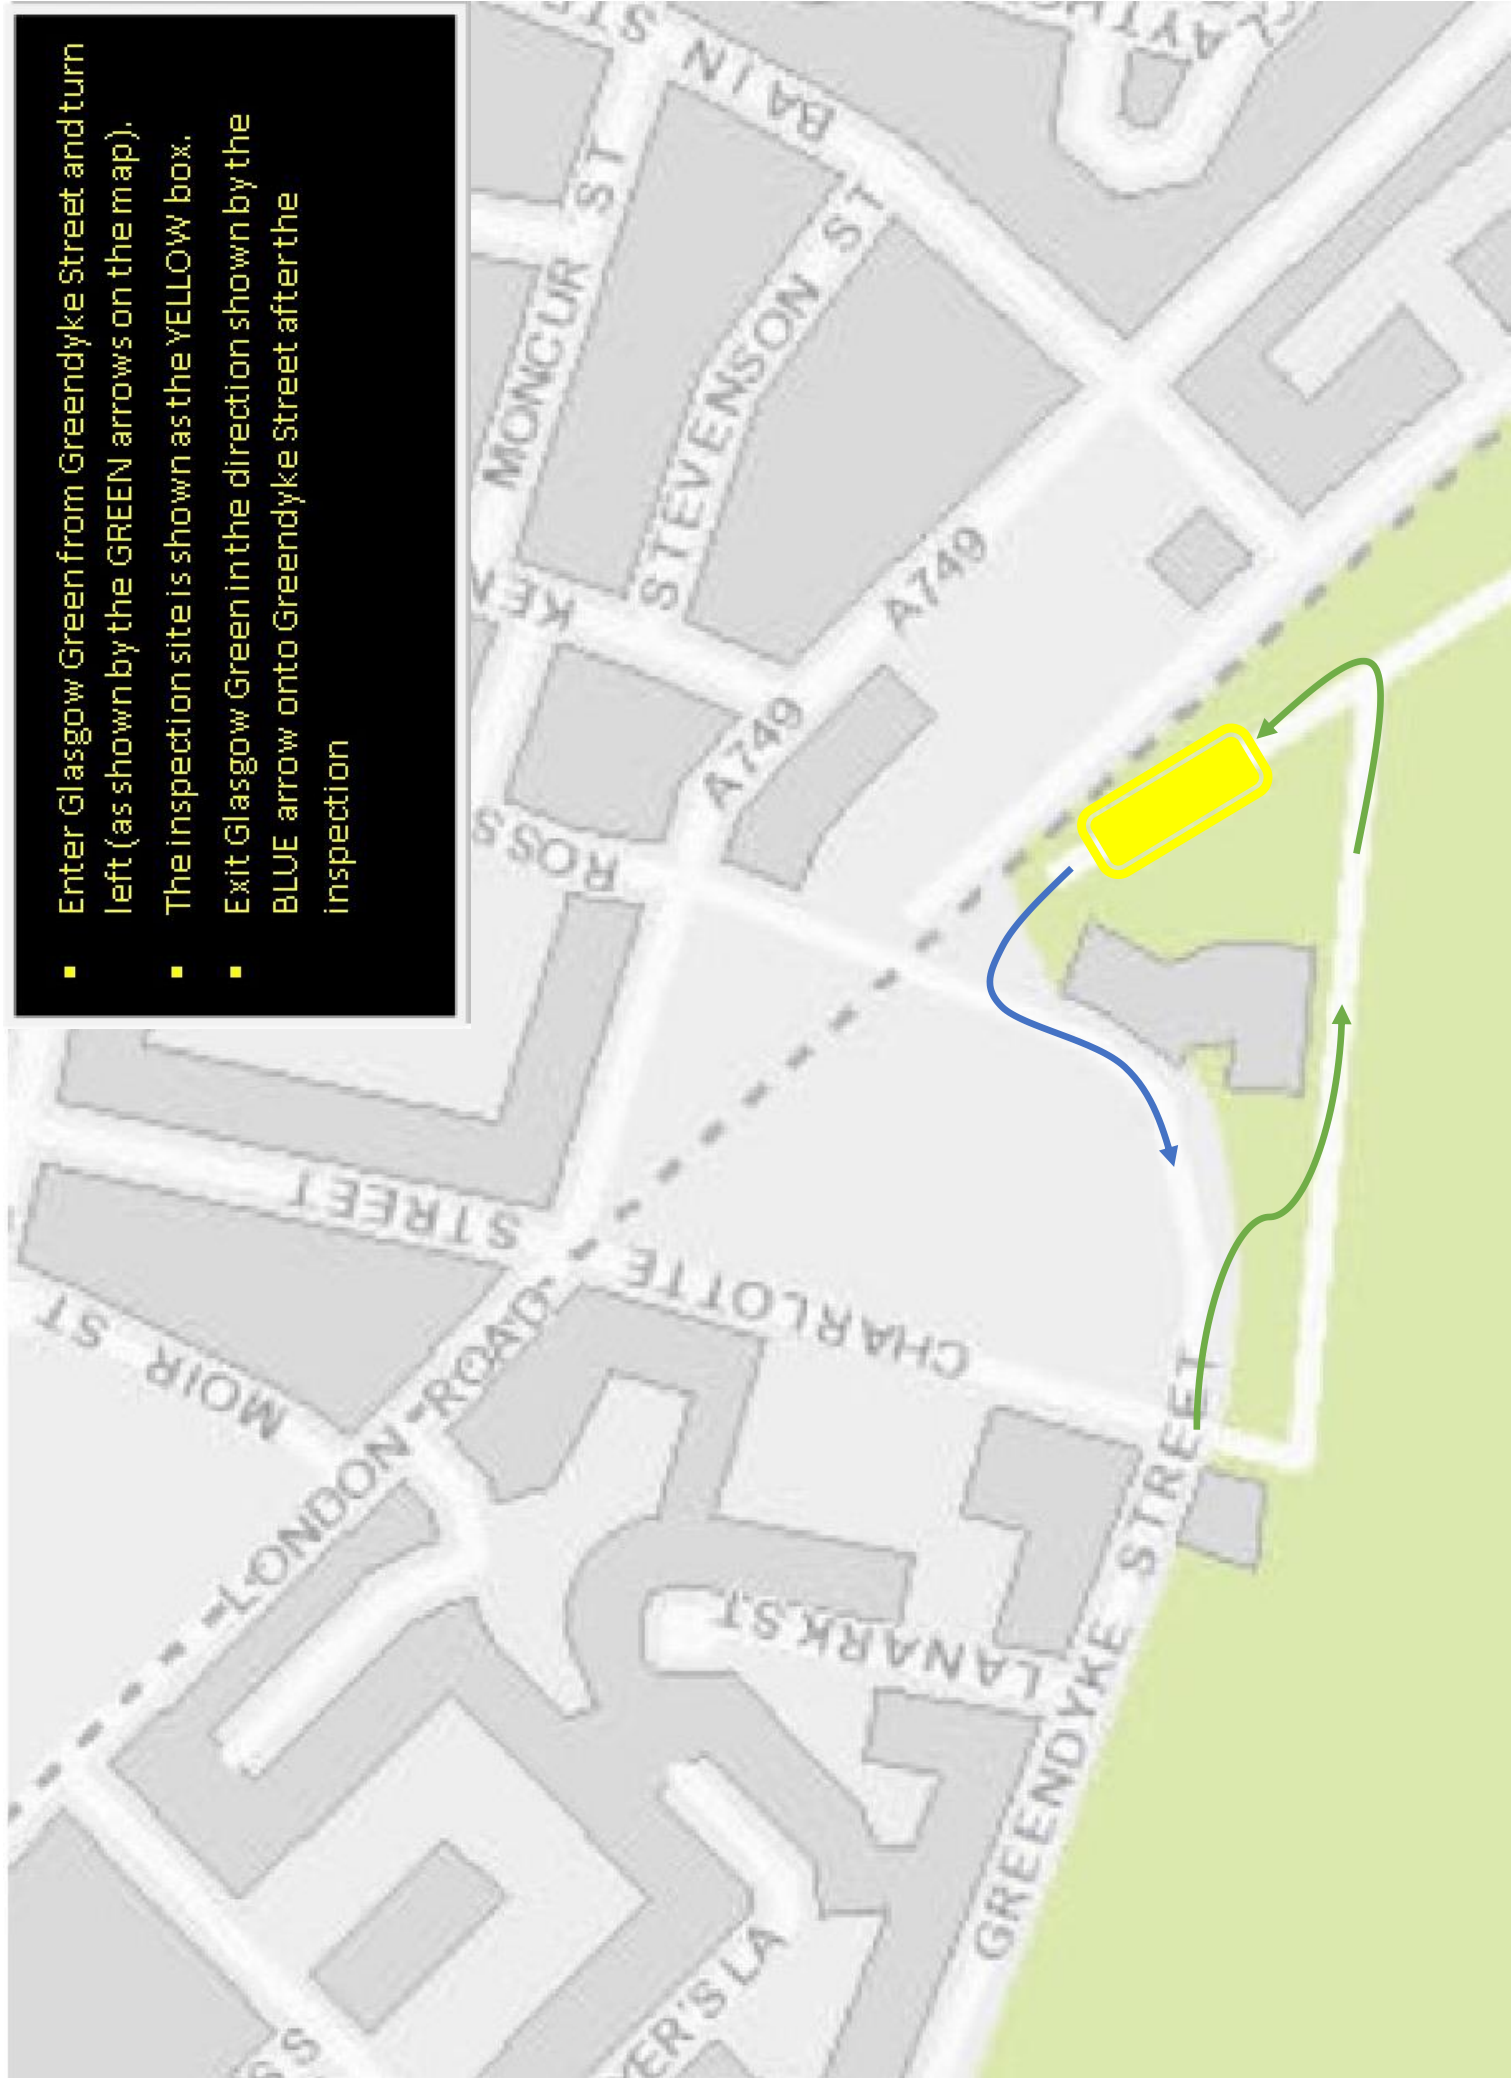 Enter Glasgow Green from Greendyke Street and turn
left (as shown by the GREEN arrows on the map).
The inspection site is shown as the YELLOW box.
Exit Glasgow Green in the direction shown by the
BLUE arrow onto Greendyke Street after the
inspection
BAIN ST
MONCUR ST
STEVENSON ST
A749
A749
ROSS
CHARLOTTE STREET
MOIR ST
LONDON ROAD
LANARK ST
GREENDYKE STREET